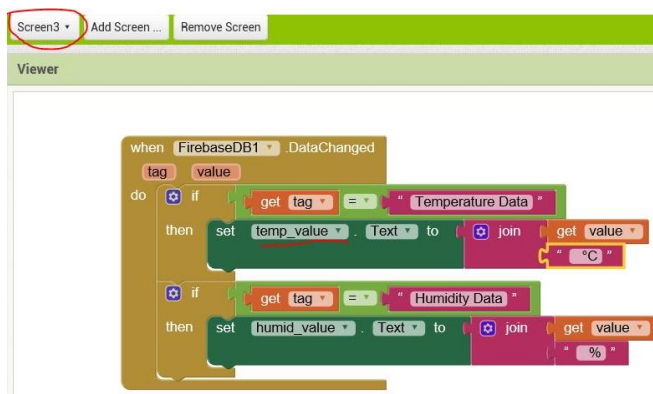 Screen3 Add Screen ... Remove Screen
Viewer
when FirebaseDB1 .DataChanged
tag value
do if get tag = " Temperature Data "
then set temp_value . Text to join get value
" °C "
if get tag = " Humidity Data "
then set humid_value . Text to join get value
" % "